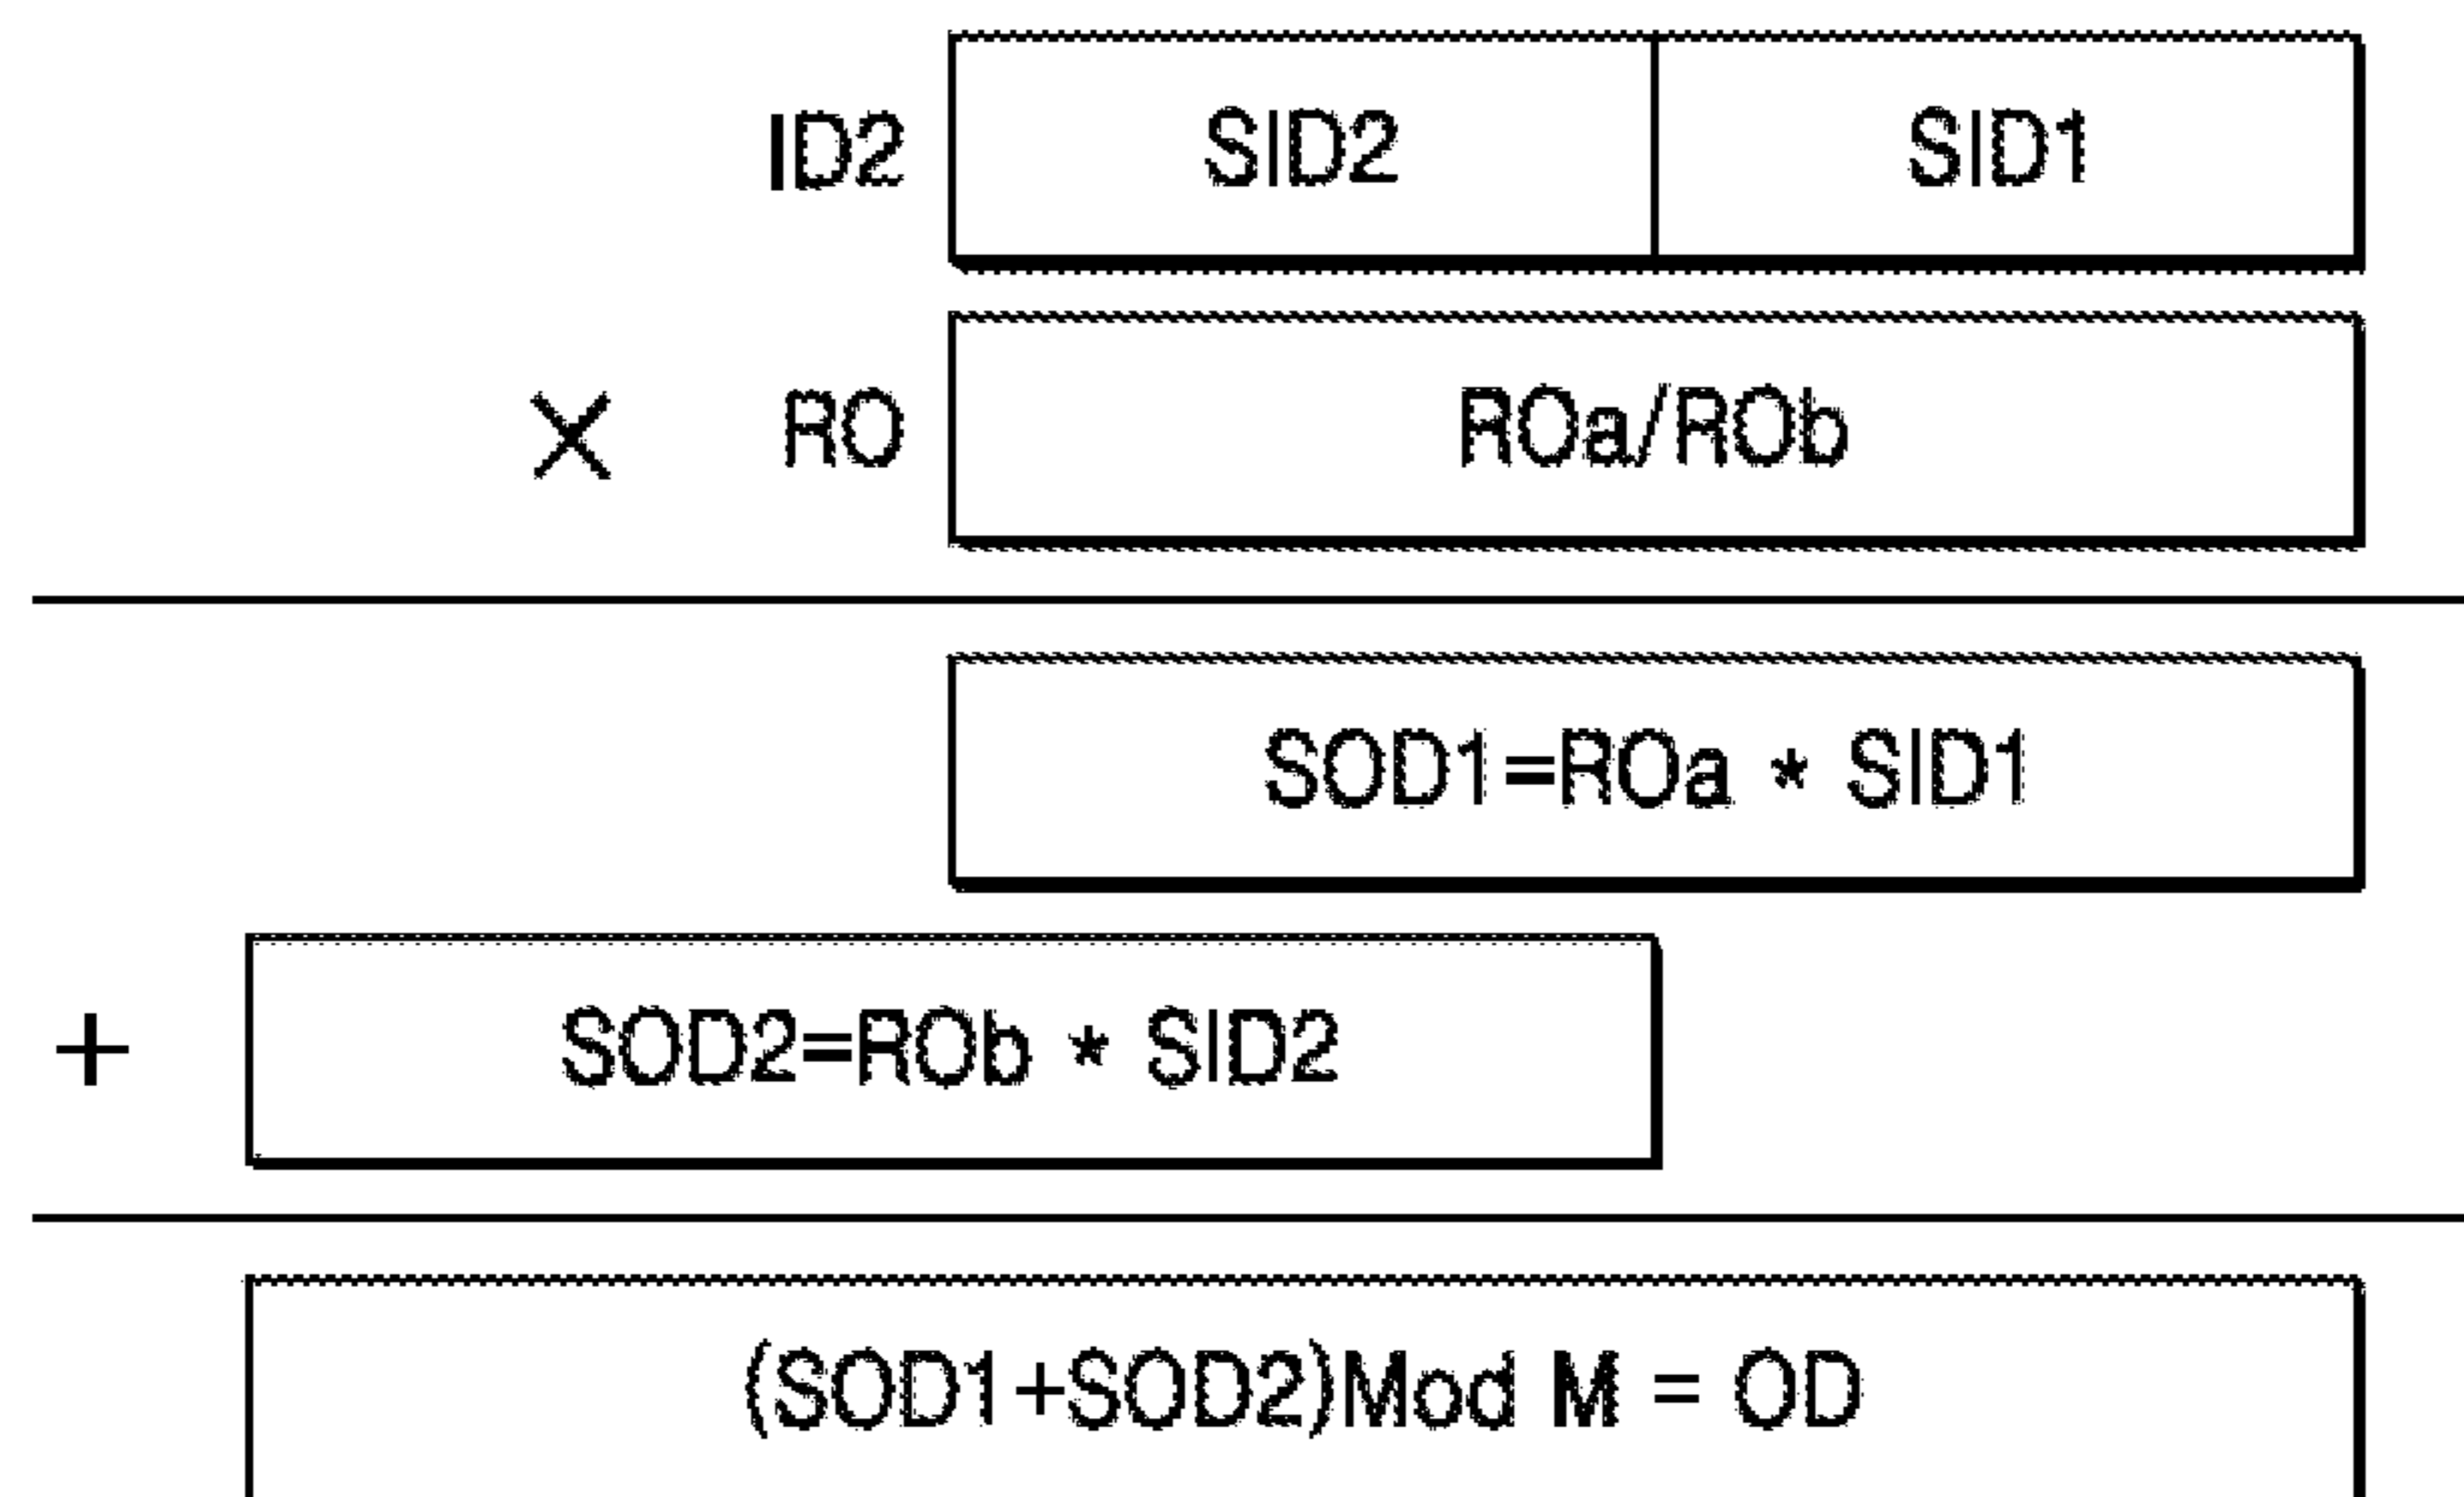 ID2 SID2 SID1
× RO ROa/ROb
SOD1=ROa * SID1
+ SOD2=ROb * SID2
(SOD1+SOD2)Mod M = OD